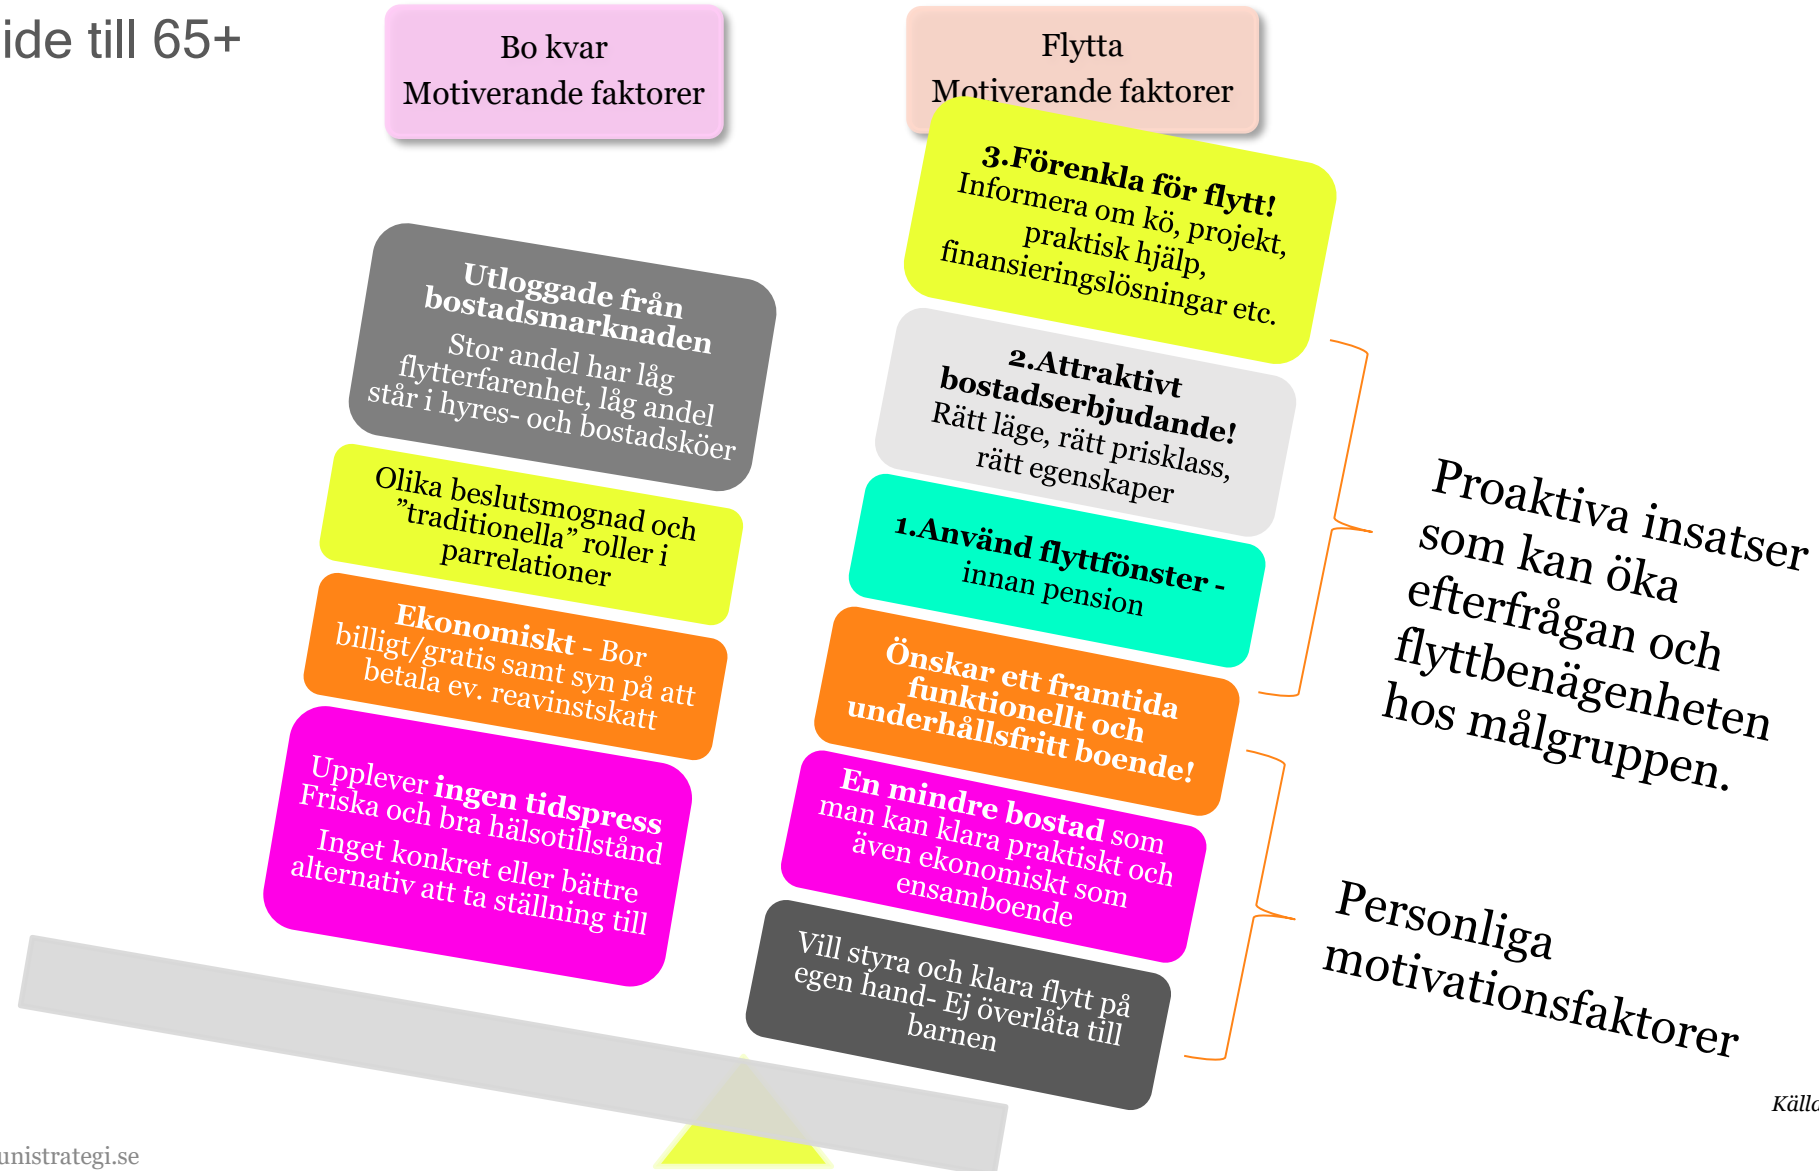 ide till 65+
Bo kvar
Motiverande faktorer
Flytta
Motiverande faktorer
Utloggade från
bostadsmarknaden
Stor andel har låg
flytterfarenhet, låg andel
står i hyres- och bostadsköer
Olika beslutsmognad och
”traditionella” roller i
parrelationer
Ekonomiskt - Bor
billigt/gratis samt syn på att
betala ev. reavinstskatt
Upplever ingen tidspress
Friska och bra hälsotillstånd
Inget konkret eller bättre
alternativ att ta ställning till
3.Förenkla för flytt!
Informera om kö, projekt,
praktisk hjälp,
finansieringslösningar etc.
2.Attraktivt
bostadserbjudande!
Rätt läge, rätt prisklass,
rätt egenskaper
1.Använd flyttfönster -
innan pension
Önskar ett framtida
funktionellt och
underhållsfritt boende!
En mindre bostad som
man kan klara praktiskt och
även ekonomiskt som
ensamboende
Vill styra och klara flytt på
egen hand- Ej överlåta till
barnen
Proaktiva insatser
som kan öka
efterfrågan och
flyttbenägenheten
hos målgruppen.
Personliga
motivationsfaktorer
Källa
unistrategi.se